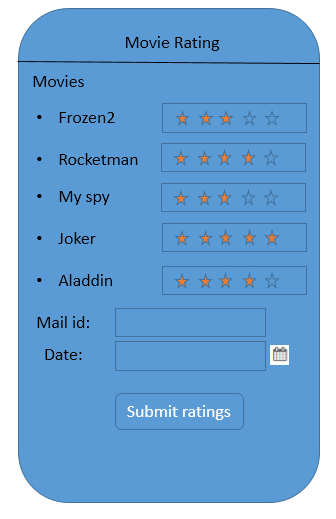 Movie Rating
Movies
• Frozen2
• Rocketman
• My spy
• Joker
• Aladdin
Mail id:
Date:
Submit ratings